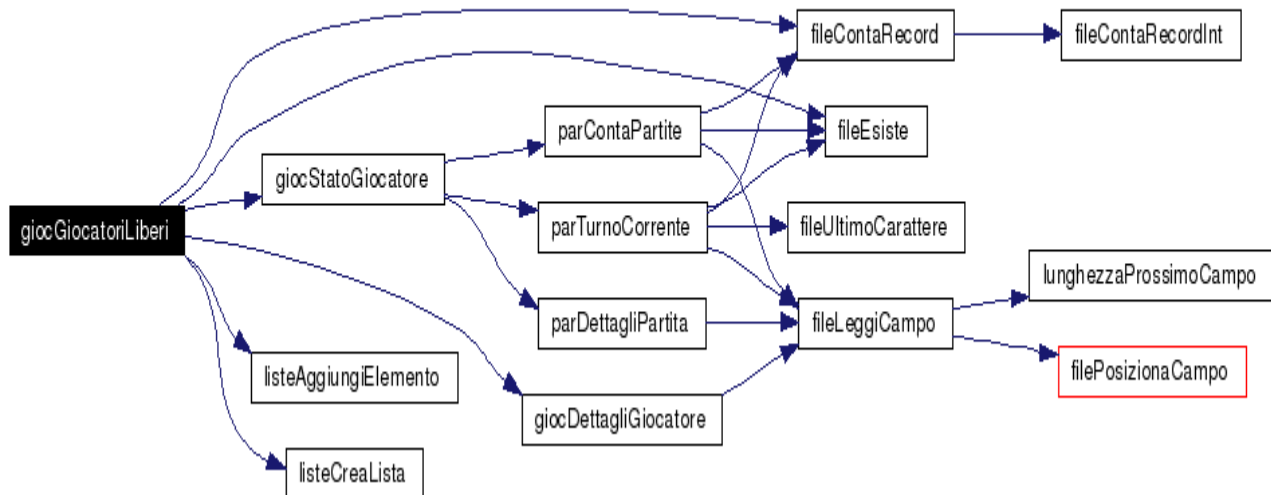 fileContaRecord
fileContaRecordInt
parContaPartite
fileEsiste
giocStatoGiocatore
giocGiocatoriLiberi
parTurnoCorrente
fileUltimoCarattere
lunghezzaProssimoCampo
parDettagliPartita
fileLeggiCampo
listeAggiungiElemento
filePosizionaCampo
giocDettagliGiocatore
listeCreaLista